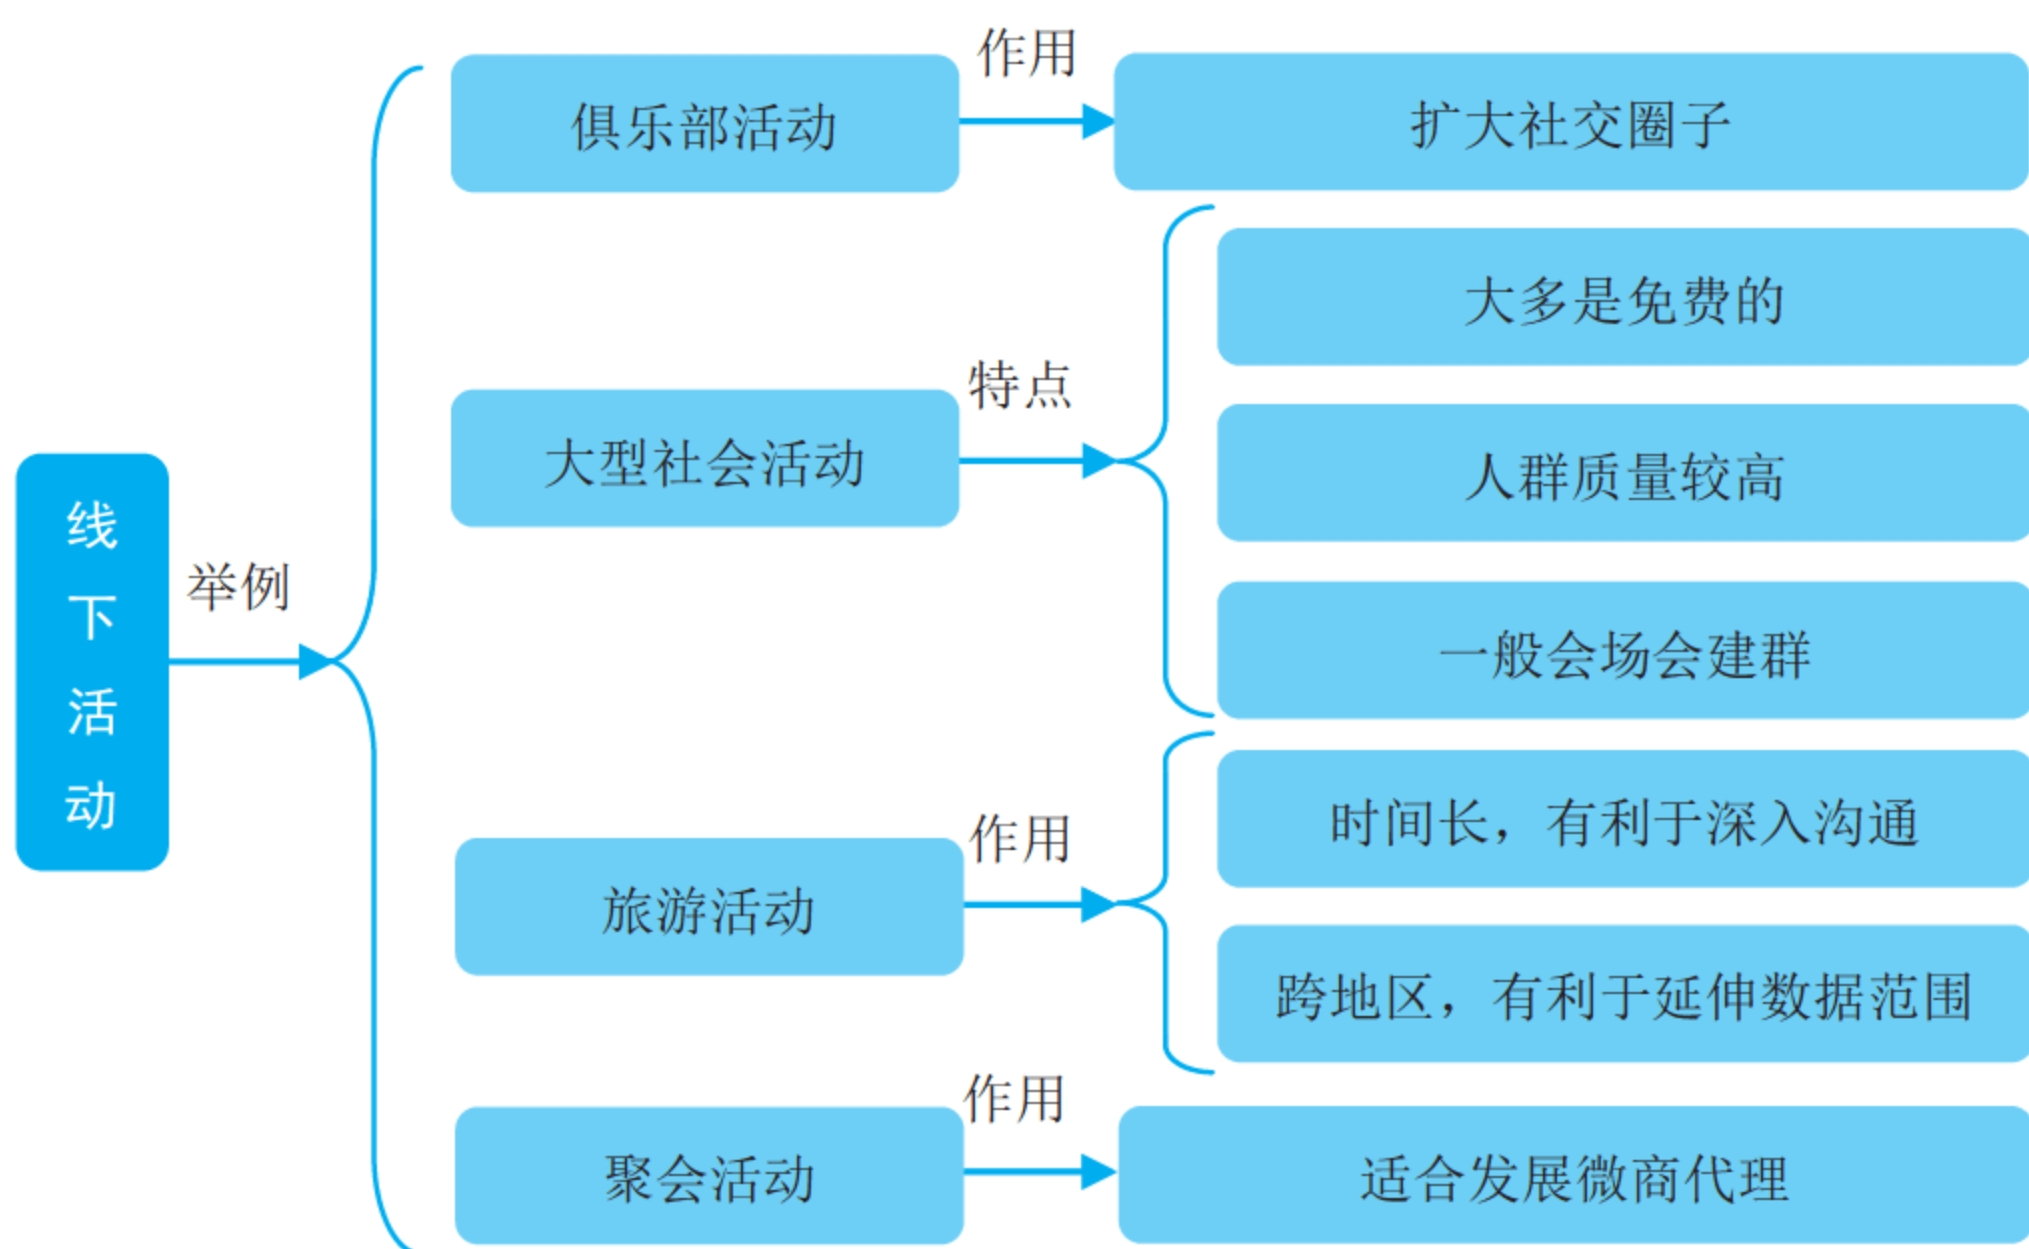 线下活动
举例
俱乐部活动
作用
扩大社交圈子
大型社会活动
特点
大多是免费的
人群质量较高
一般会场会建群
旅游活动
作用
时间长，有利于深入沟通
跨地区，有利于延伸数据范围
聚会活动
作用
适合发展微商代理